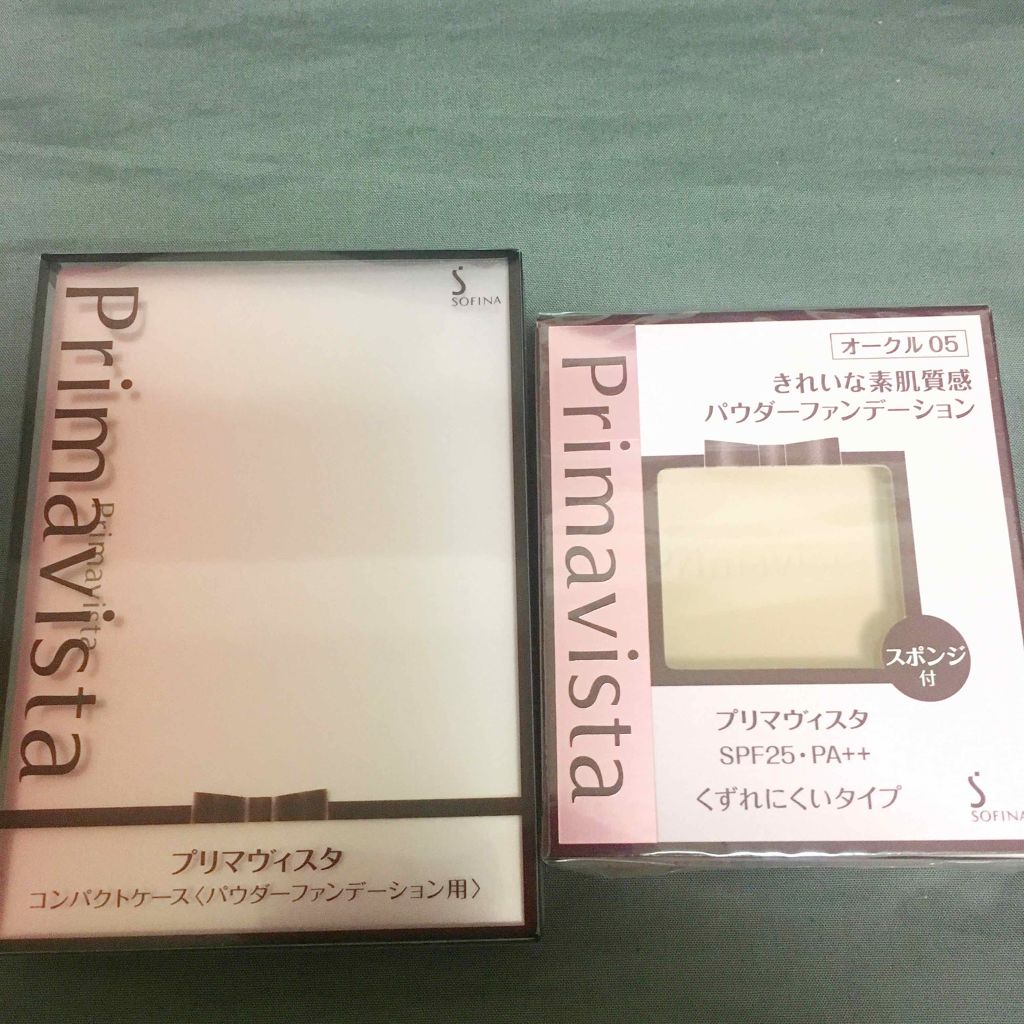 Primavista
Primavista
SOFINA
プリマヴィスタ
コンパクトケース〈パウダーファンデーション用〉
Primavista
オークル 05
きれいな素肌質感
パウダーファンデーション
スポンジ
付
プリマヴィスタ
SPF25・PA++
くずれにくいタイプ
SOFINA